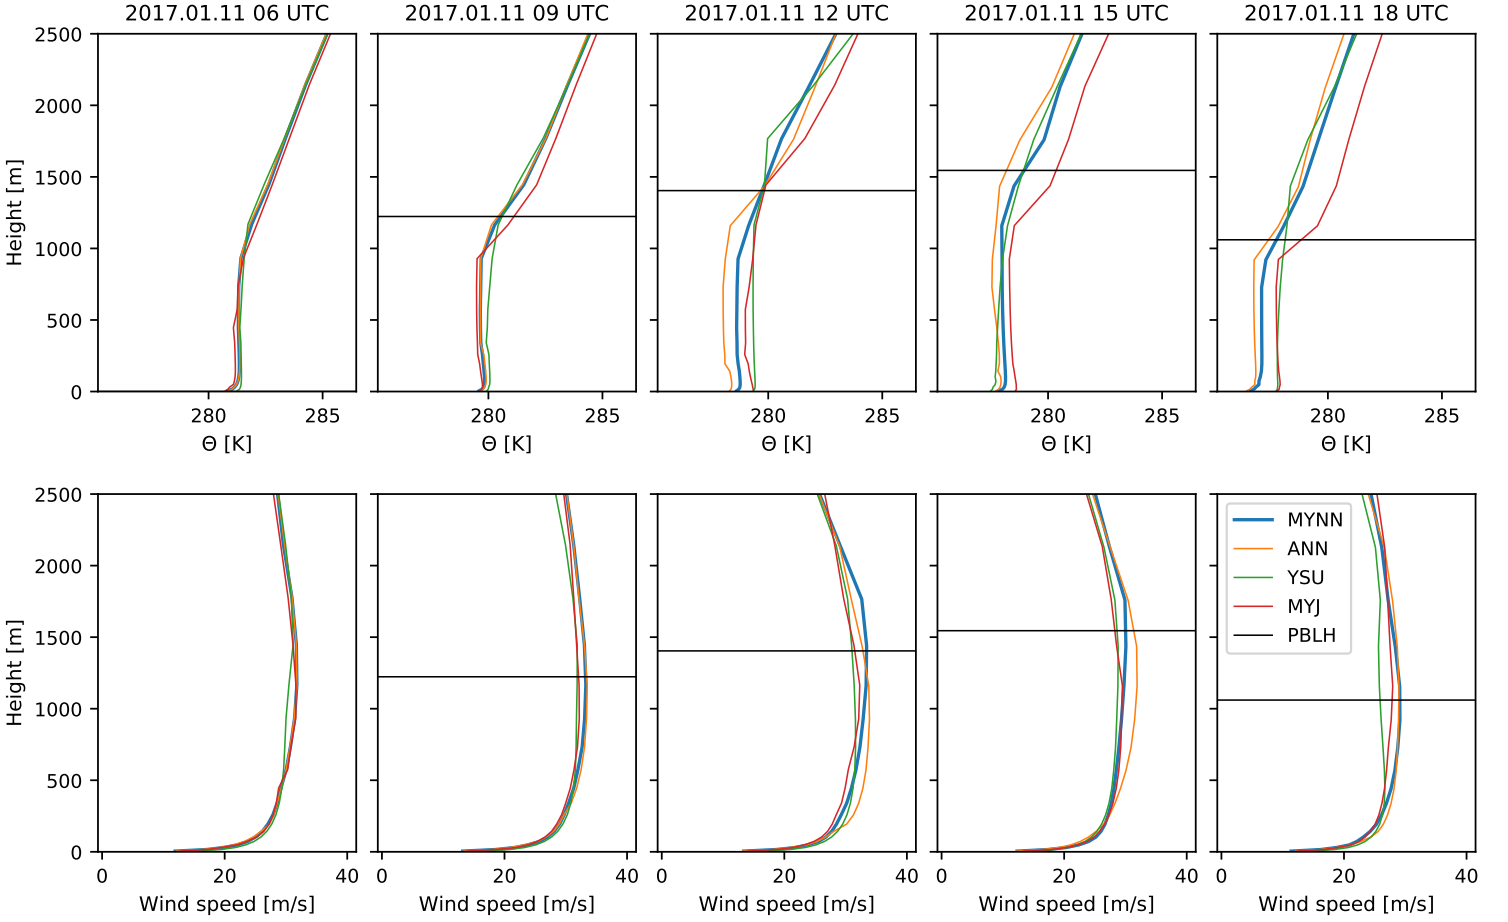 2017.01.11 06 UTC 2017.01.11 09 UTC 2017.01.11 12 UTC 2017.01.11 15 UTC 2017.01.11 18 UTC
2500
2000
1500
1000
500
0
Height [m]
280 285 280 285 280 285 280 285 280 285
Θ [K] Θ [K] Θ [K] Θ [K] Θ [K]
2500
2000
1500
1000
500
0
Height [m]
MYNN
ANN
YSU
MYJ
PBLH
0 20 40 0 20 40 0 20 40 0 20 40 0 20 40
Wind speed [m/s] Wind speed [m/s] Wind speed [m/s] Wind speed [m/s] Wind speed [m/s]